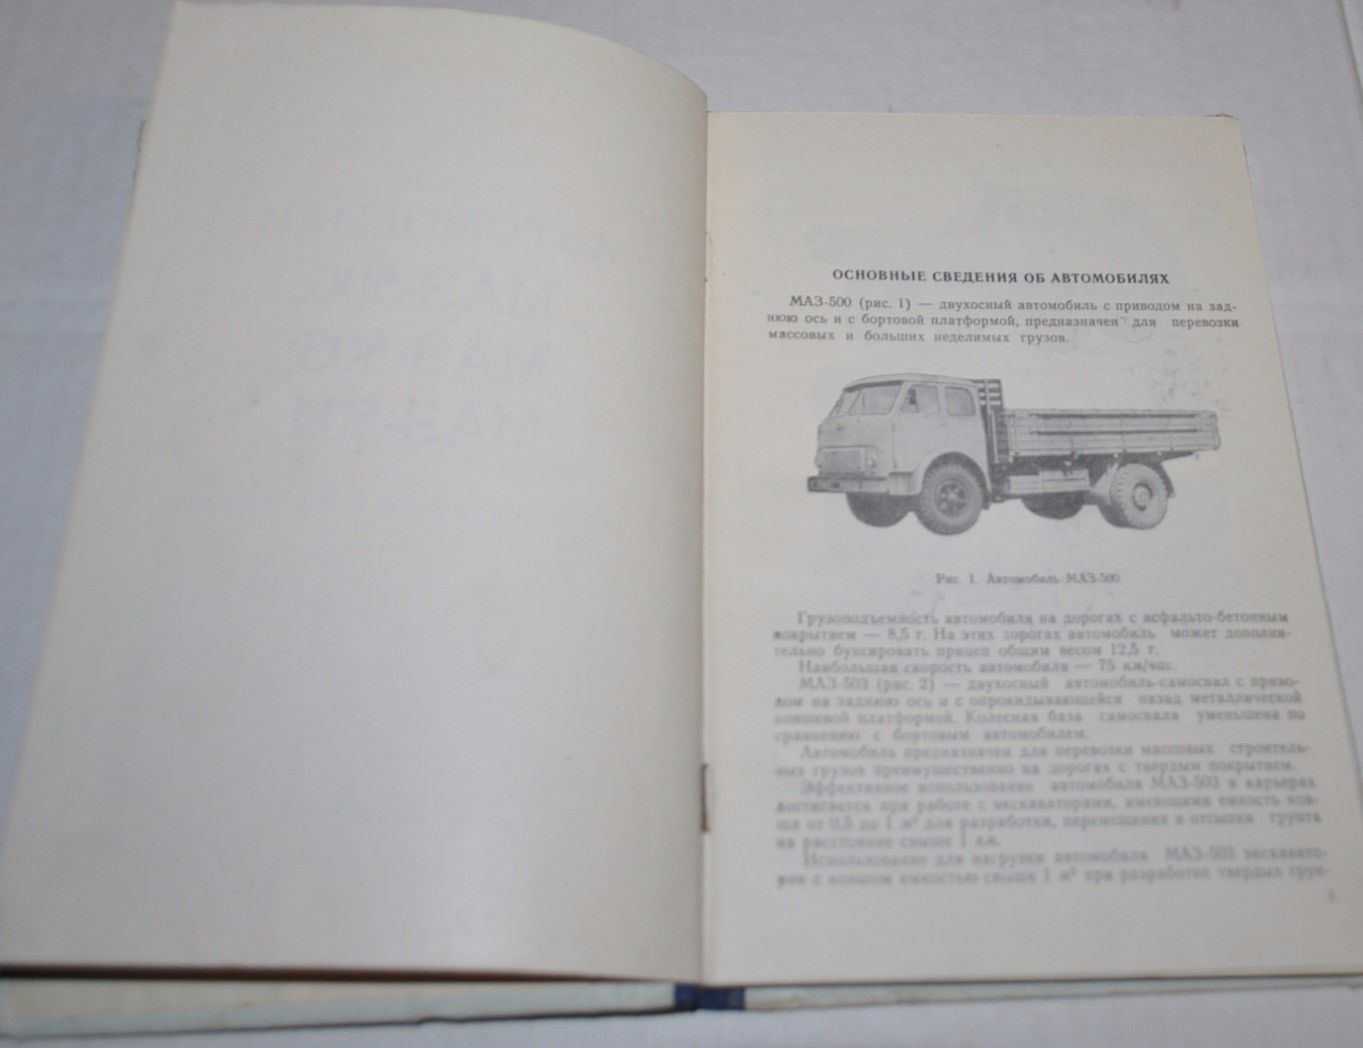 ОСНОВНЫЕ СВЕДЕНИЯ ОБ АВТОМОБИЛЯХ
МАЗ-500 (рис. 1) — двухосный автомобиль с приводом на зад-
нюю ось и с бортовой платформой, предназначен для перевозки
массовых и больших неделимых грузов.
Рис. 1. Автомобиль МАЗ-500
Грузоподъемность автомобиля на дорогах с асфальто-бетонным
покрытием — 8,5 т. На этих дорогах автомобиль может дополни-
тельно буксировать прицеп общим весом 12,5 т.
Наибольшая скорость автомобиля — 75 км/час.
МАЗ-503 (рис. 2) — двухосный автомобиль-самосвал с приво-
дом на заднюю ось и с опрокидывающейся назад металлической
ковшевой платформой. Колесная база самосвала уменьшена по
сравнению с бортовым автомобилем.
Автомобиль предназначен для перевозки массовых строитель-
ных грузов преимущественно на дорогах с твердым покрытием.
Эффективное использование автомобиля МАЗ-503 в карьерах
достигается при работе с экскаваторами, имеющими емкость ков-
ша от 0,5 до 1 м³ для разработки, перемещения и отсыпки грунта
на расстояние свыше 1 км.
Использование для нагрузки автомобиля МАЗ-503 экскавато-
ров с ковшом емкостью свыше 1 м³ при разработке твердых грун-
3
МАЗ-500,
МАЗ-503,
МАЗ-504